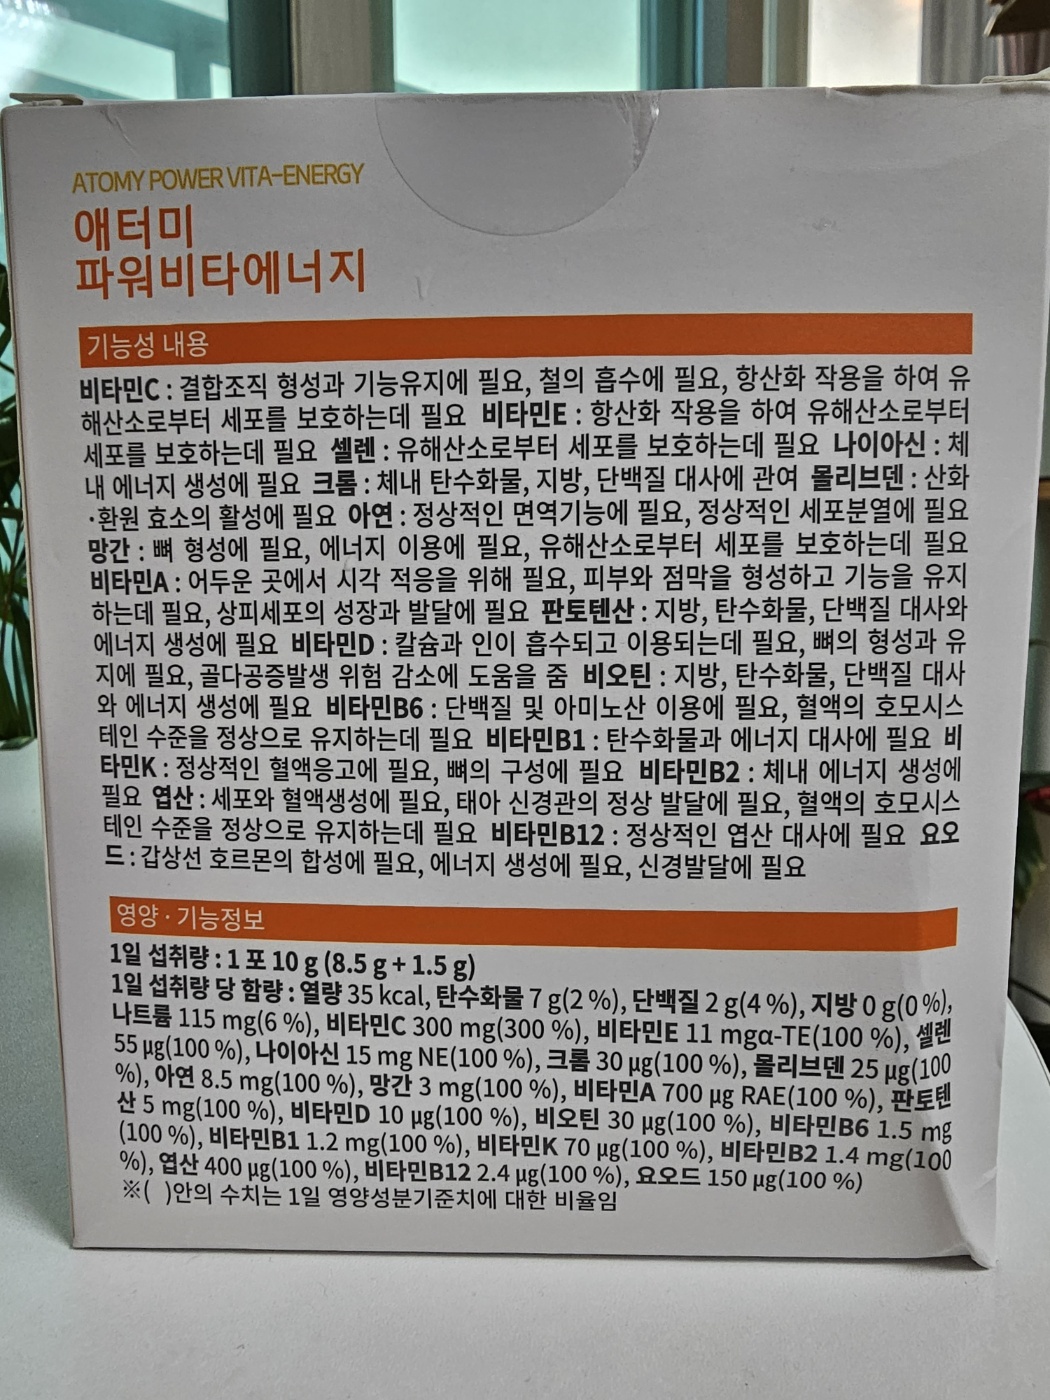 ATOMY POWER VITA-ENERGY
애터미
파워비타에너지
기능성 내용
비타민C : 결합조직 형성과 기능유지에 필요, 철의 흡수에 필요, 항산화 작용을 하여 유
해산소로부터 세포를 보호하는데 필요 비타민E : 항산화 작용을 하여 유해산소로부터
세포를 보호하는데 필요 셀렌 : 유해산소로부터 세포를 보호하는데 필요 나이아신 : 체
내 에너지 생성에 필요 크롬 : 체내 탄수화물, 지방, 단백질 대사에 관여 몰리브덴 : 산화
·환원 효소의 활성에 필요 아연 : 정상적인 면역기능에 필요, 정상적인 세포분열에 필요
망간 : 뼈 형성에 필요, 에너지 이용에 필요, 유해산소로부터 세포를 보호하는데 필요
비타민A : 어두운 곳에서 시각 적응을 위해 필요, 피부와 점막을 형성하고 기능을 유지
하는데 필요, 상피세포의 성장과 발달에 필요 판토텐산 : 지방, 탄수화물, 단백질 대사와
에너지 생성에 필요 비타민D : 칼슘과 인이 흡수되고 이용되는데 필요, 뼈의 형성과 유
지에 필요, 골다공증발생 위험 감소에 도움을 줌 비오틴 : 지방, 탄수화물, 단백질 대사
와 에너지 생성에 필요 비타민B6 : 단백질 및 아미노산 이용에 필요, 혈액의 호모시스
테인 수준을 정상으로 유지하는데 필요 비타민B1 : 탄수화물과 에너지 대사에 필요 비
타민K : 정상적인 혈액응고에 필요, 뼈의 구성에 필요 비타민B2 : 체내 에너지 생성에
필요 엽산 : 세포와 혈액생성에 필요, 태아 신경관의 정상 발달에 필요, 혈액의 호모시스
테인 수준을 정상으로 유지하는데 필요 비타민B12 : 정상적인 엽산 대사에 필요 요오
드 : 갑상선 호르몬의 합성에 필요, 에너지 생성에 필요, 신경발달에 필요
영양 · 기능정보
1일 섭취량 : 1 포 10 g (8.5 g + 1.5 g)
1일 섭취량 당 함량 : 열량 35 kcal, 탄수화물 7 g(2 %), 단백질 2 g(4 %), 지방 0 g(0 %),
나트륨 115 mg(6 %), 비타민C 300 mg(300 %), 비타민E 11 mgα-TE(100 %), 셀렌
55 μg(100 %), 나이아신 15 mg NE(100 %), 크롬 30 μg(100 %), 몰리브덴 25 μg(100
%), 아연 8.5 mg(100 %), 망간 3 mg(100 %), 비타민A 700 μg RAE(100 %), 판토텐
산 5 mg(100 %), 비타민D 10 μg(100 %), 비오틴 30 μg(100 %), 비타민B6 1.5 mg
(100 %), 비타민B1 1.2 mg(100 %), 비타민K 70 μg(100 %), 비타민B2 1.4 mg(100
%), 엽산 400 μg(100 %), 비타민B12 2.4 μg(100 %), 요오드 150 μg(100 %)
※( )안의 수치는 1일 영양성분기준치에 대한 비율임